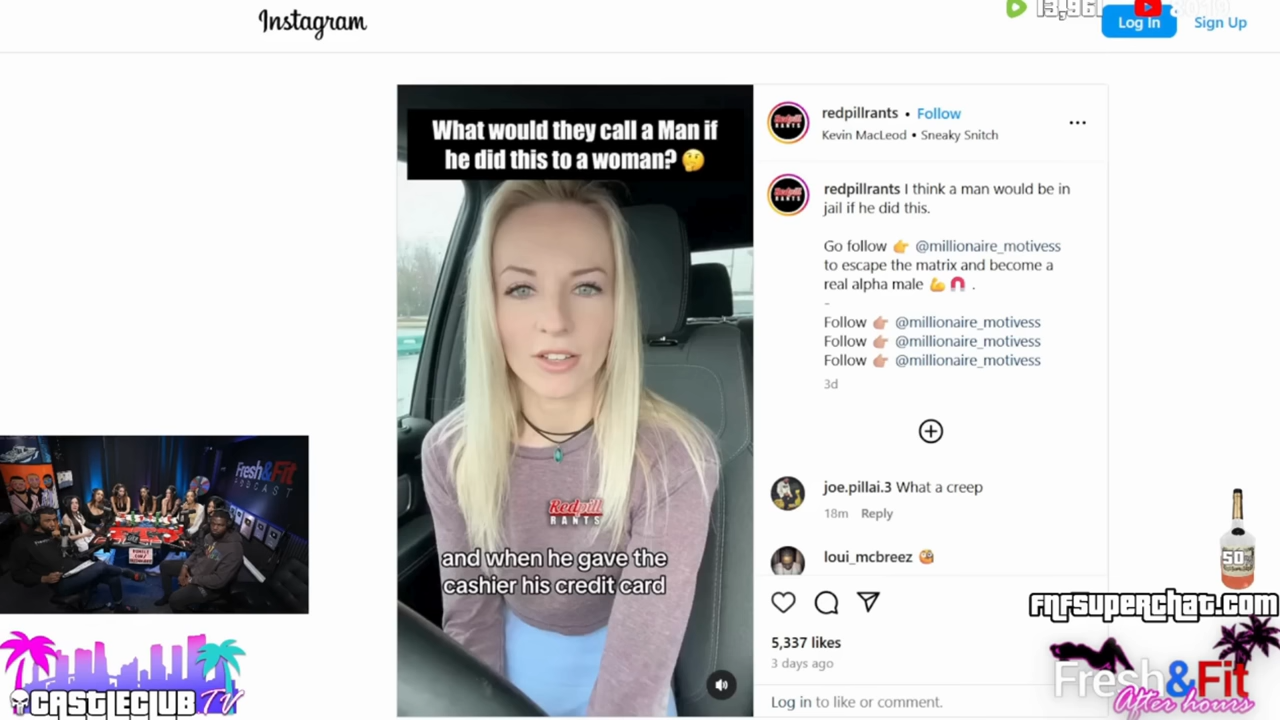 Instagram
13,961
Log In
Sign Up
What would they call a Man if
he did this to a woman? 🤔
Redpill
RANTS
and when he gave the
cashier his credit card
redpillrants • Follow
Kevin MacLeod • Sneaky Snitch
redpillrants I think a man would be in
jail if he did this.
Go follow 👉 @millionaire_motivess
to escape the matrix and become a
real alpha male 💪🧲 .
-
Follow 👉🏼 @millionaire_motivess
Follow 👉🏼 @millionaire_motivess
Follow 👉🏼 @millionaire_motivess
3d
joe.pillai.3 What a creep
18m Reply
loui_mcbreez 🧐
5,337 likes
3 days ago
Log in to like or comment.
Fresh&Fit
PODCAST
CASTLECLUB TV
50
FNFSUPERCHAT.COM
Fresh&Fit
After hours